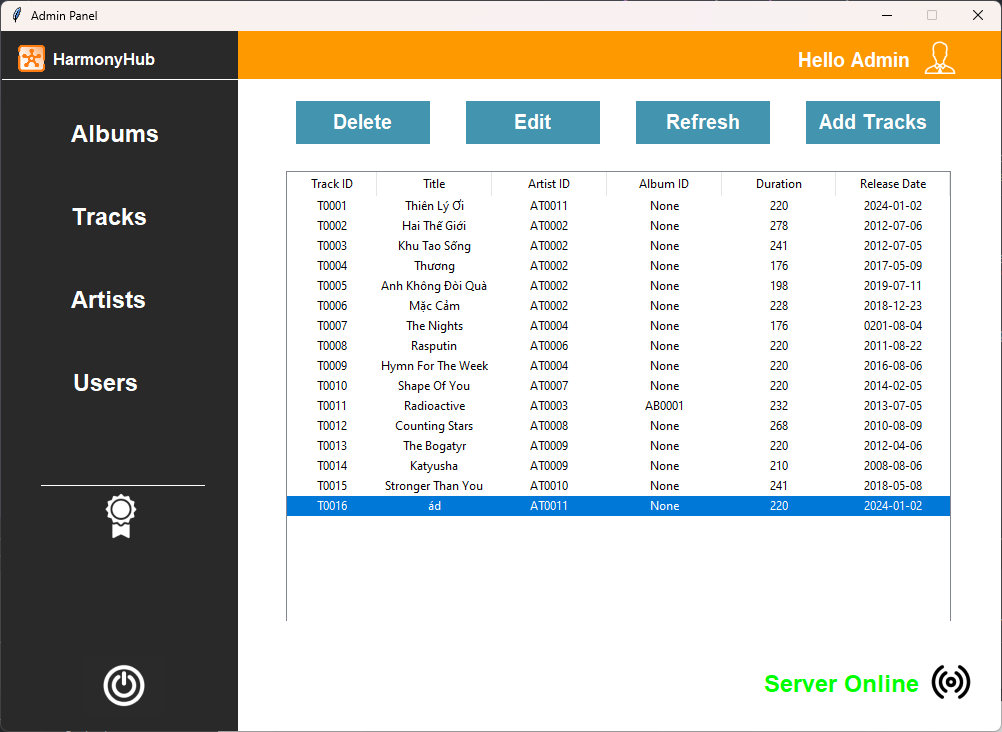 Admin Panel
HarmonyHub
Hello Admin
Albums
Tracks
Artists
Users
Delete Edit Refresh Add Tracks
Track ID Title Artist ID Album ID Duration Release Date
T0001 Thiên Lý Ơi AT0011 None 220 2024-01-02
T0002 Hai Thế Giới AT0002 None 278 2012-07-06
T0003 Khu Tao Sống AT0002 None 241 2012-07-05
T0004 Thương AT0002 None 176 2017-05-09
T0005 Anh Không Đòi Quà AT0002 None 198 2019-07-11
T0006 Mặc Cảm AT0002 None 228 2018-12-23
T0007 The Nights AT0004 None 176 0201-08-04
T0008 Rasputin AT0006 None 220 2011-08-22
T0009 Hymn For The Week AT0004 None 220 2016-08-06
T0010 Shape Of You AT0007 None 220 2014-02-05
T0011 Radioactive AT0003 AB0001 232 2013-07-05
T0012 Counting Stars AT0008 None 268 2010-08-09
T0013 The Bogatyr AT0009 None 220 2012-04-06
T0014 Katyusha AT0009 None 210 2008-08-06
T0015 Stronger Than You AT0010 None 241 2018-05-08
T0016 ád AT0011 None 220 2024-01-02
Server Online